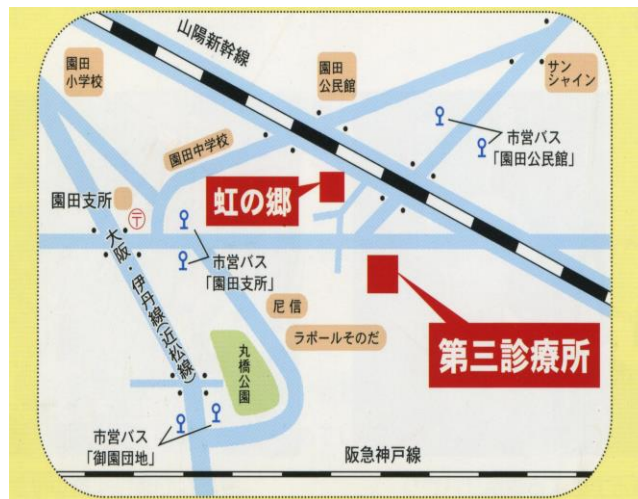 山陽新幹線
園田
小学校
園田
公民館
サン
シャイン
市営バス
「園田公民館」
園田中学校
虹の郷
園田支所
〒
大阪・伊丹線(近松線)
市営バス
「園田支所」
尼信
ラポールそのだ
第三診療所
丸橋公園
市営バス
「御園団地」
阪急神戸線